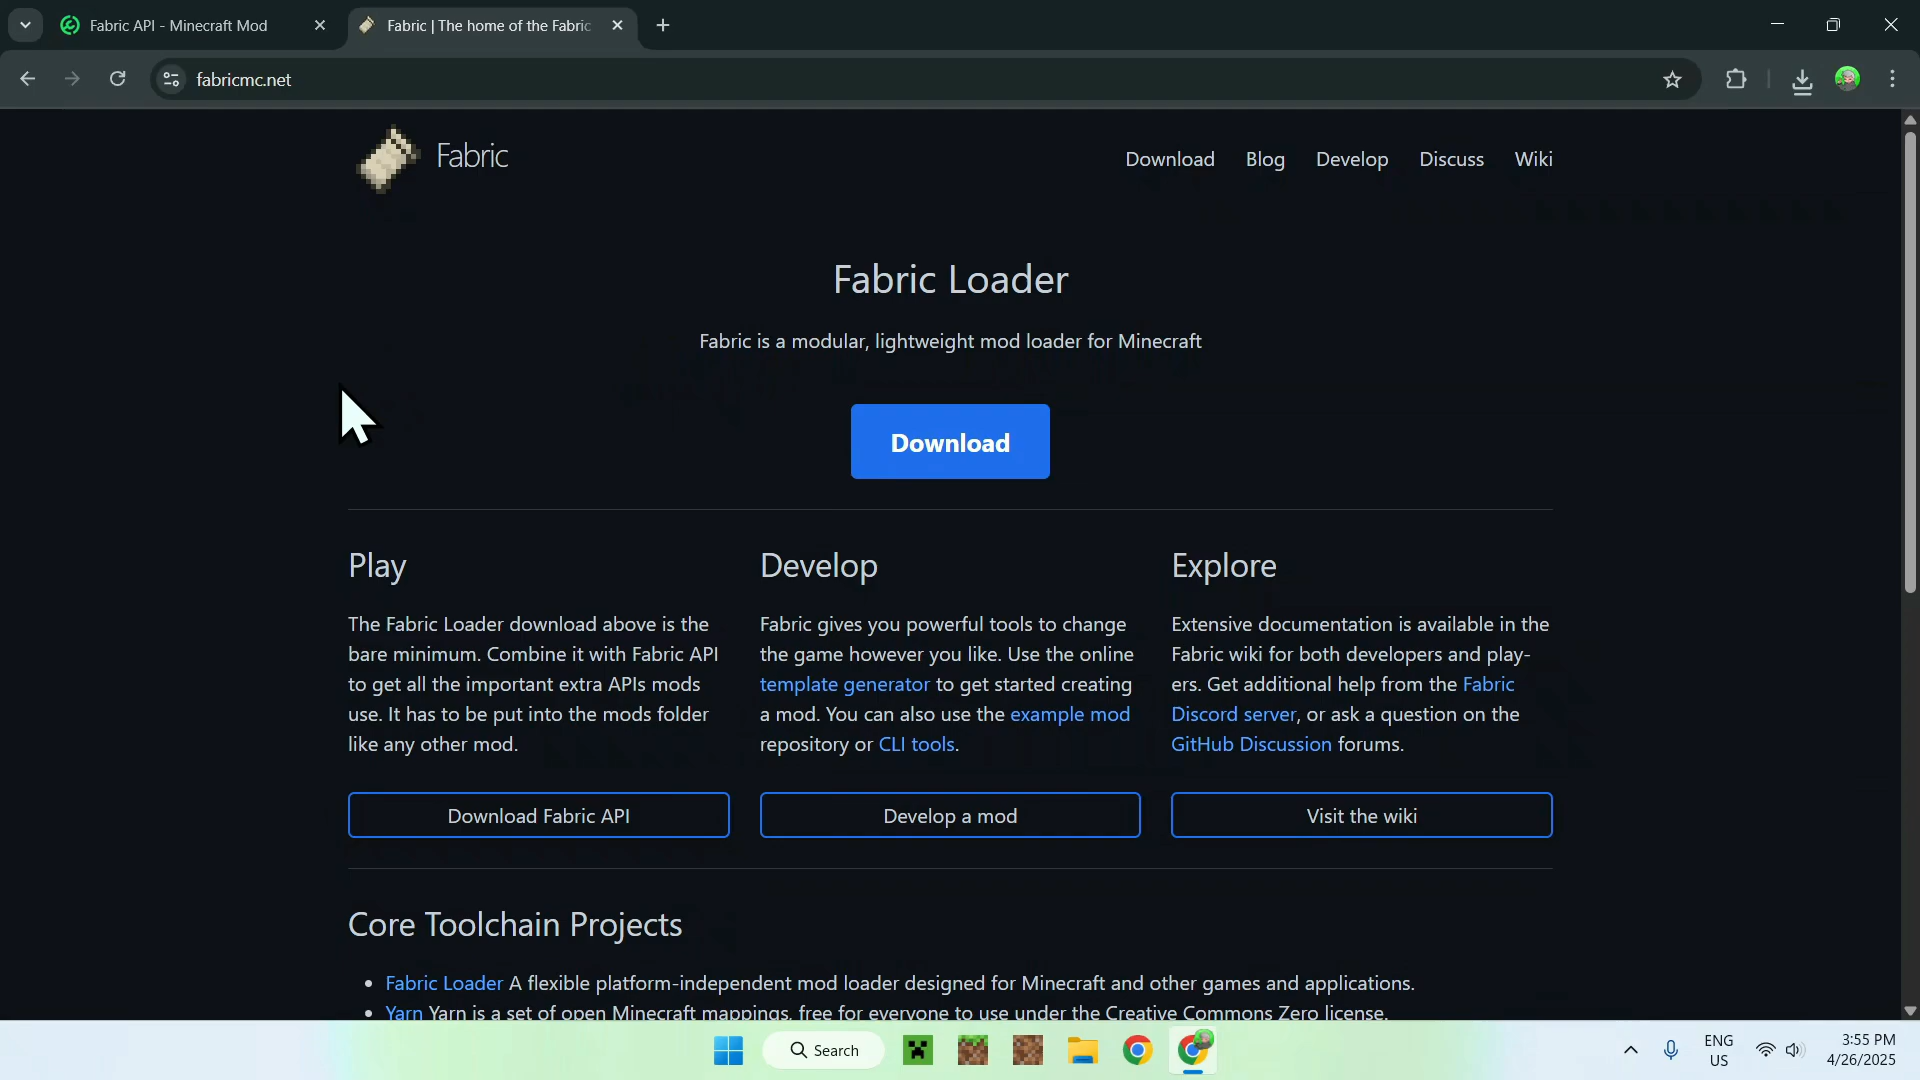 Fabric API - Minecraft Mod
Fabric | The home of the Fabric
fabricmc.net
Fabric
Download Blog Develop Discuss Wiki
Fabric Loader
Fabric is a modular, lightweight mod loader for Minecraft
Download
Play
The Fabric Loader download above is the
bare minimum. Combine it with Fabric API
to get all the important extra APIs mods
use. It has to be put into the mods folder
like any other mod.
Download Fabric API
Develop
Fabric gives you powerful tools to change
the game however you like. Use the online
template generator to get started creating
a mod. You can also use the example mod
repository or CLI tools.
Develop a mod
Explore
Extensive documentation is available in the
Fabric wiki for both developers and play-
ers. Get additional help from the Fabric
Discord server, or ask a question on the
GitHub Discussion forums.
Visit the wiki
Core Toolchain Projects
Fabric Loader A flexible platform-independent mod loader designed for Minecraft and other games and applications.
Yarn Yarn is a set of open Minecraft mappings, free for everyone to use under the Creative Commons Zero license.
Search
ENG
US
3:55 PM
4/26/2025